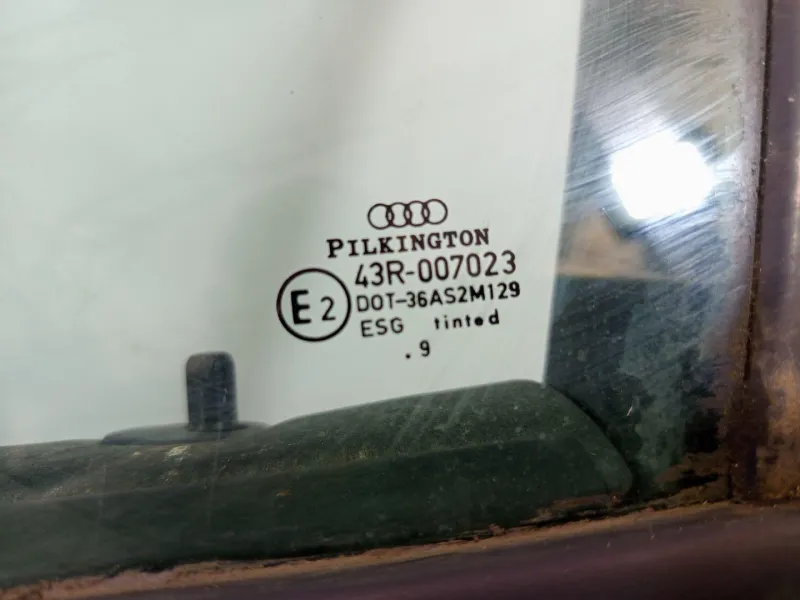 PILKINGTON
43R-007023
E2
DOT-36AS2M129
ESG tinted
.9